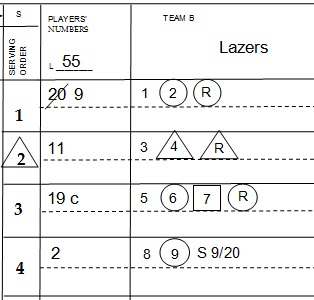 S
PLAYERS' NUMBERS
TEAM B
SERVING ORDER
L 55
Lazers
1 20 9 1 2 R
2 11 3 4 R
3 19 c 5 6 7 R
4 2 8 9 S 9/20